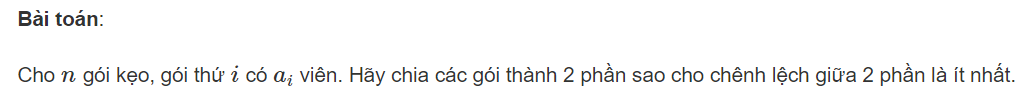 Bài toán:
Cho n gói kẹo, gói thứ i có aᵢ viên. Hãy chia các gói thành 2 phần sao cho chênh lệch giữa 2 phần là ít nhất.